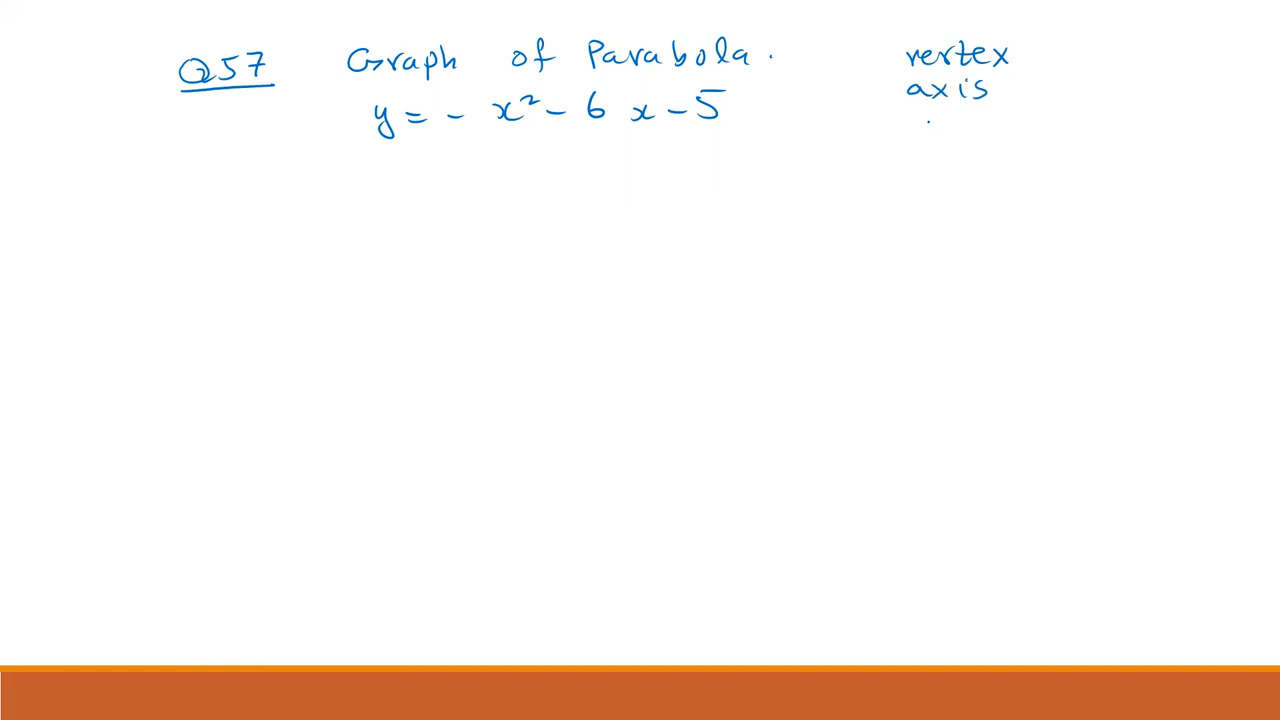 Q57 Graph of Parabola.
y = - x² - 6 x - 5
vertex
axis